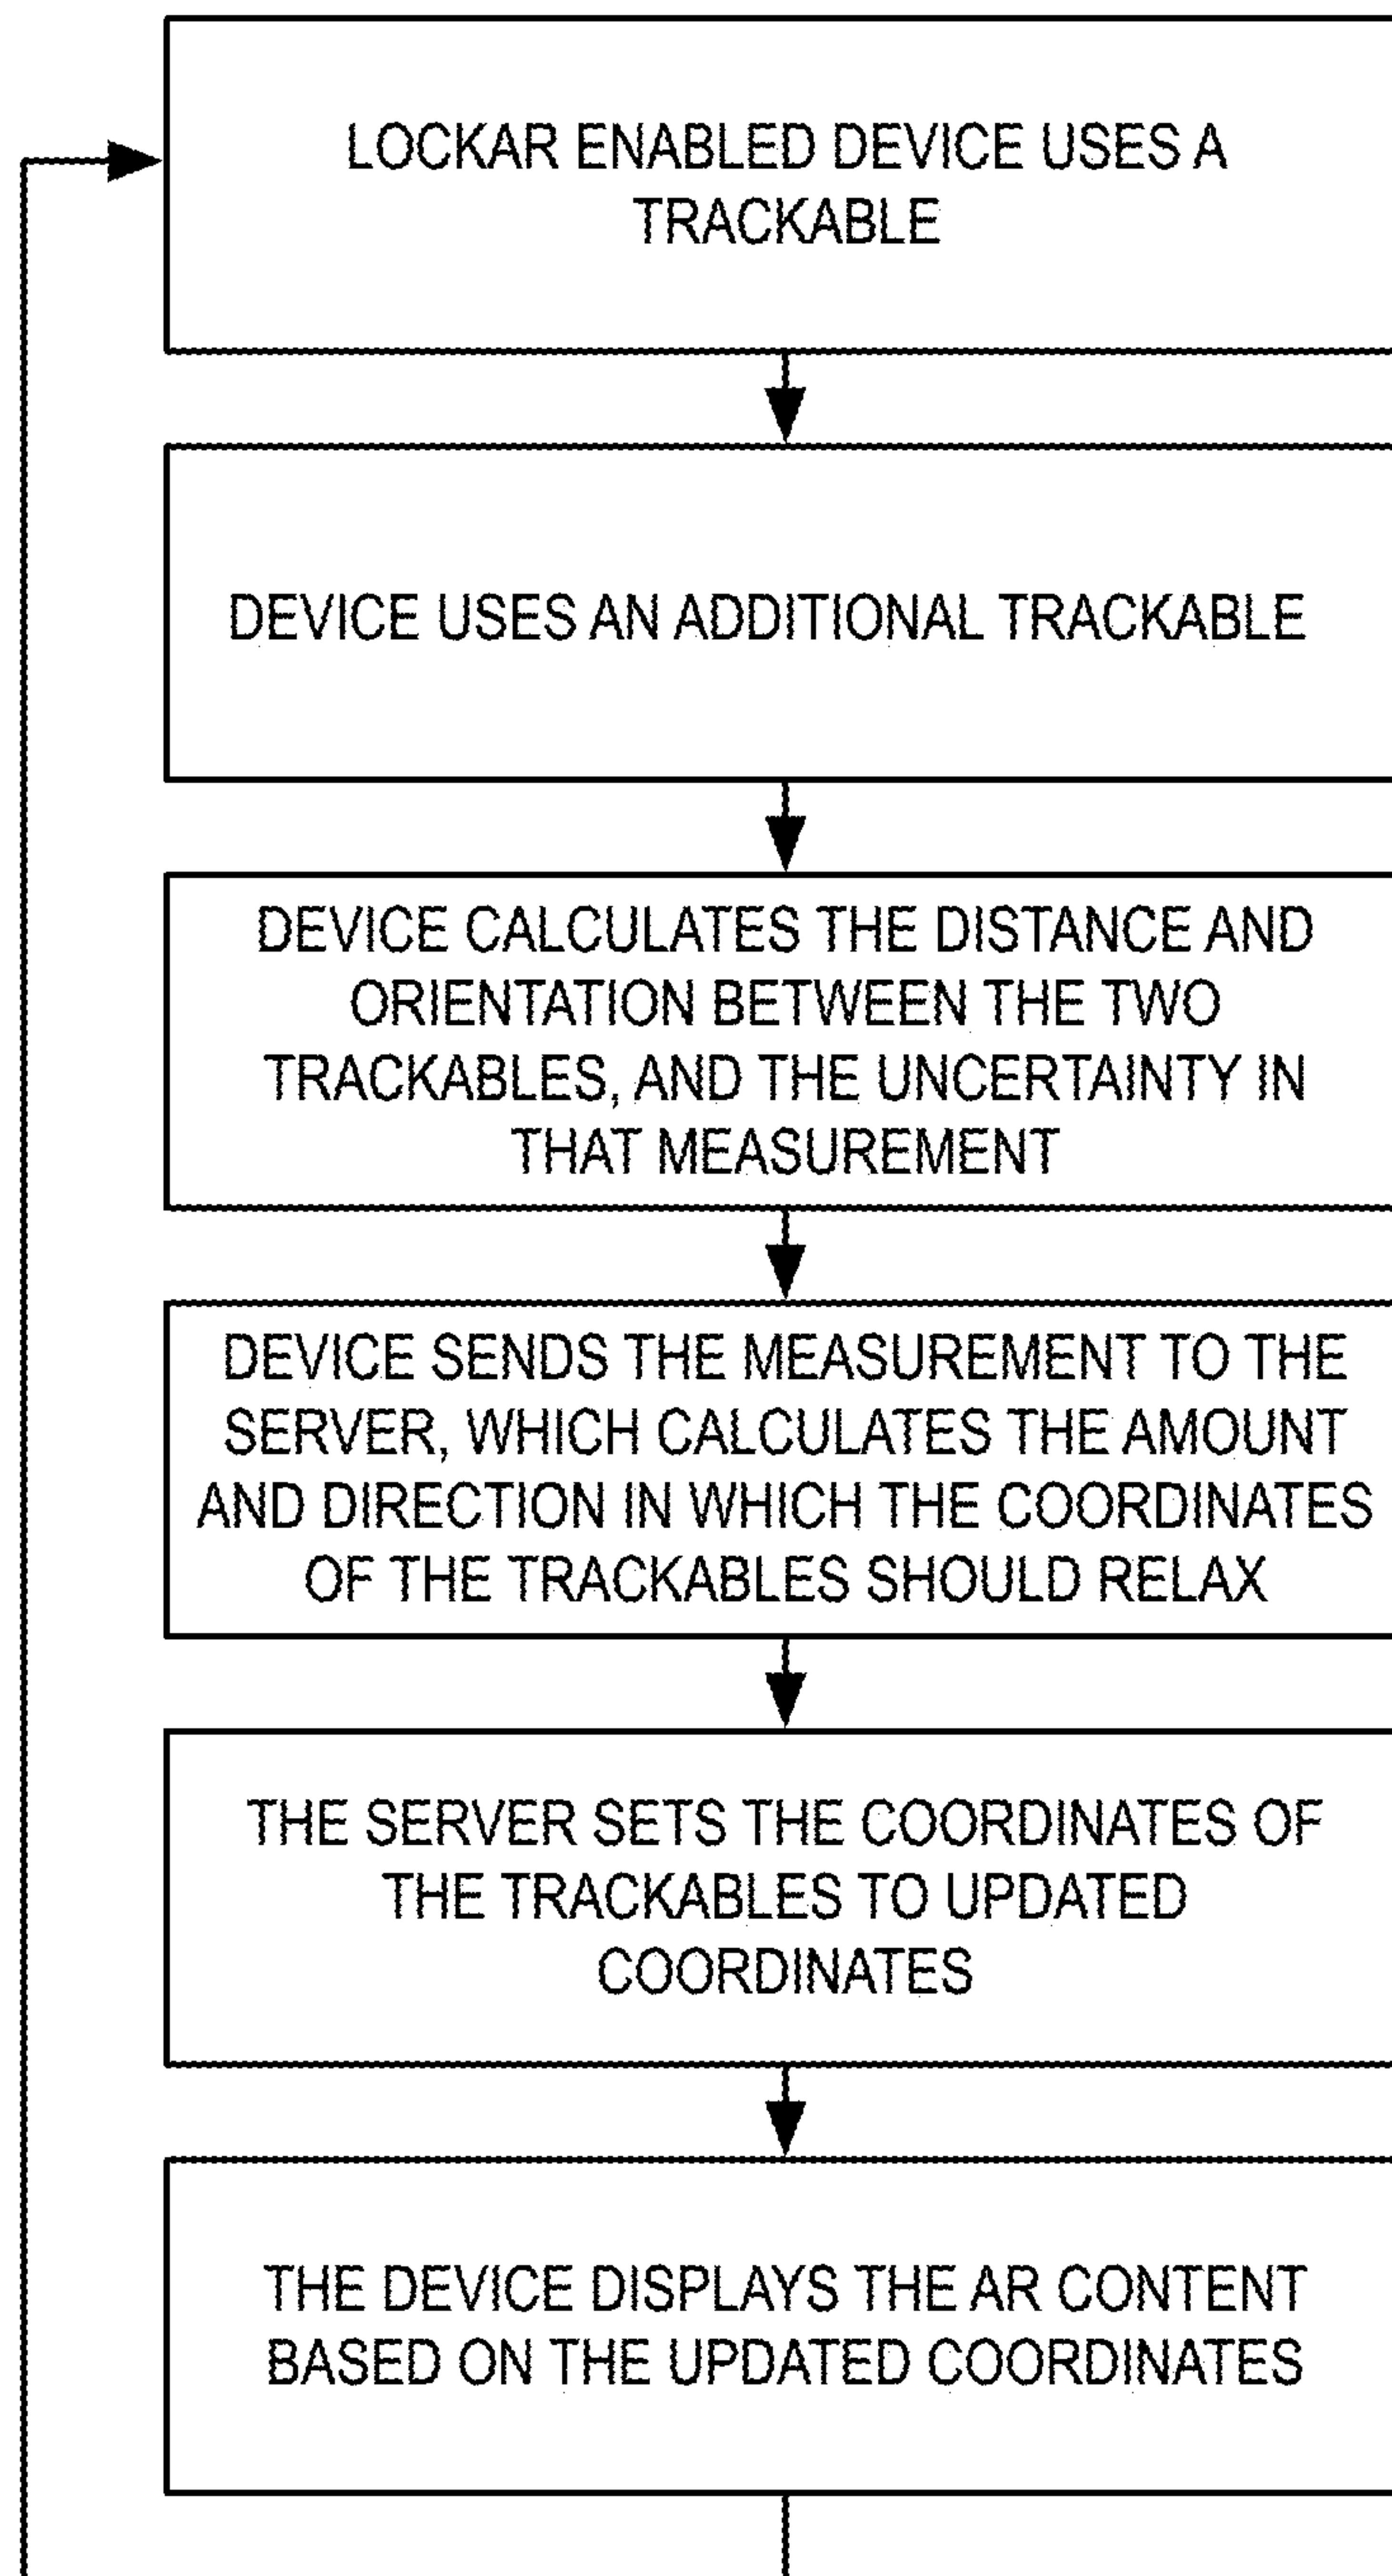 LOCKAR ENABLED DEVICE USES A
TRACKABLE
DEVICE USES AN ADDITIONAL TRACKABLE
DEVICE CALCULATES THE DISTANCE AND
ORIENTATION BETWEEN THE TWO
TRACKABLES, AND THE UNCERTAINTY IN
THAT MEASUREMENT
DEVICE SENDS THE MEASUREMENT TO THE
SERVER, WHICH CALCULATES THE AMOUNT
AND DIRECTION IN WHICH THE COORDINATES
OF THE TRACKABLES SHOULD RELAX
THE SERVER SETS THE COORDINATES OF
THE TRACKABLES TO UPDATED
COORDINATES
THE DEVICE DISPLAYS THE AR CONTENT
BASED ON THE UPDATED COORDINATES